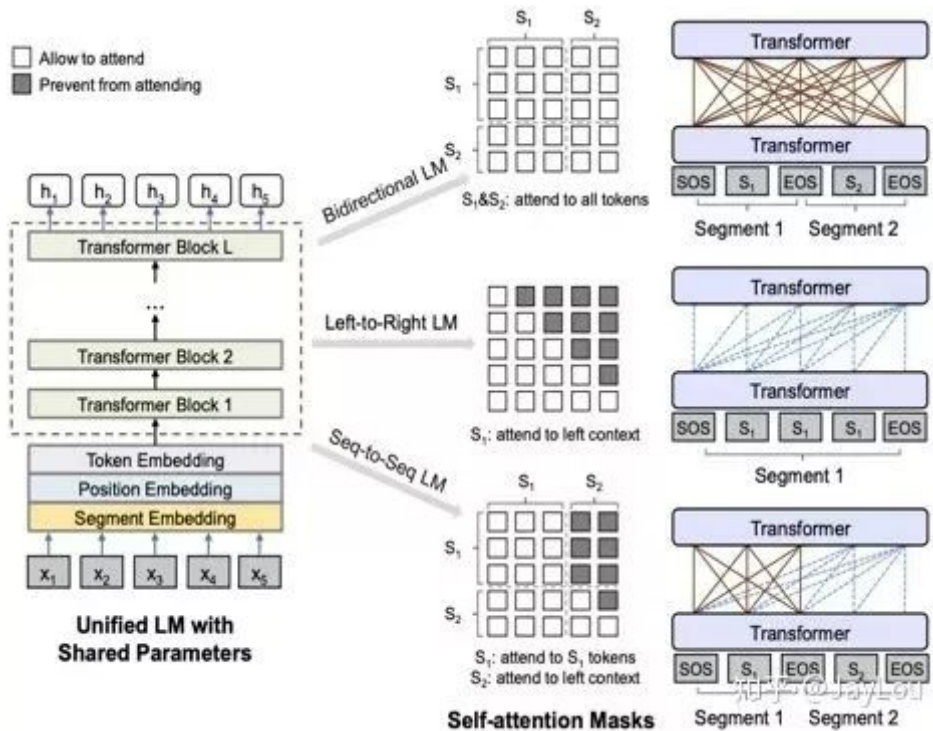 Allow to attend
Prevent from attending
h1 h2 h3 h4 h5
Transformer Block L
...
Transformer Block 2
Transformer Block 1
Token Embedding
Position Embedding
Segment Embedding
x1 x2 x3 x4 x5
Unified LM with
Shared Parameters
Bidirectional LM
Left-to-Right LM
Seq-to-Seq LM
S1 S2
S1
S2
S1&S2: attend to all tokens
S1: attend to left context
S1 S2
S1
S2
S1: attend to S1 tokens
S2: attend to left context
Self-attention Masks
Transformer
Transformer
SOS S1 EOS S2 EOS
Segment 1 Segment 2
Transformer
Transformer
SOS S1 S1 S1 EOS
Segment 1
Transformer
Transformer
SOS S1 EOS S2 EOS
知乎 @JayLou
Segment 1 Segment 2